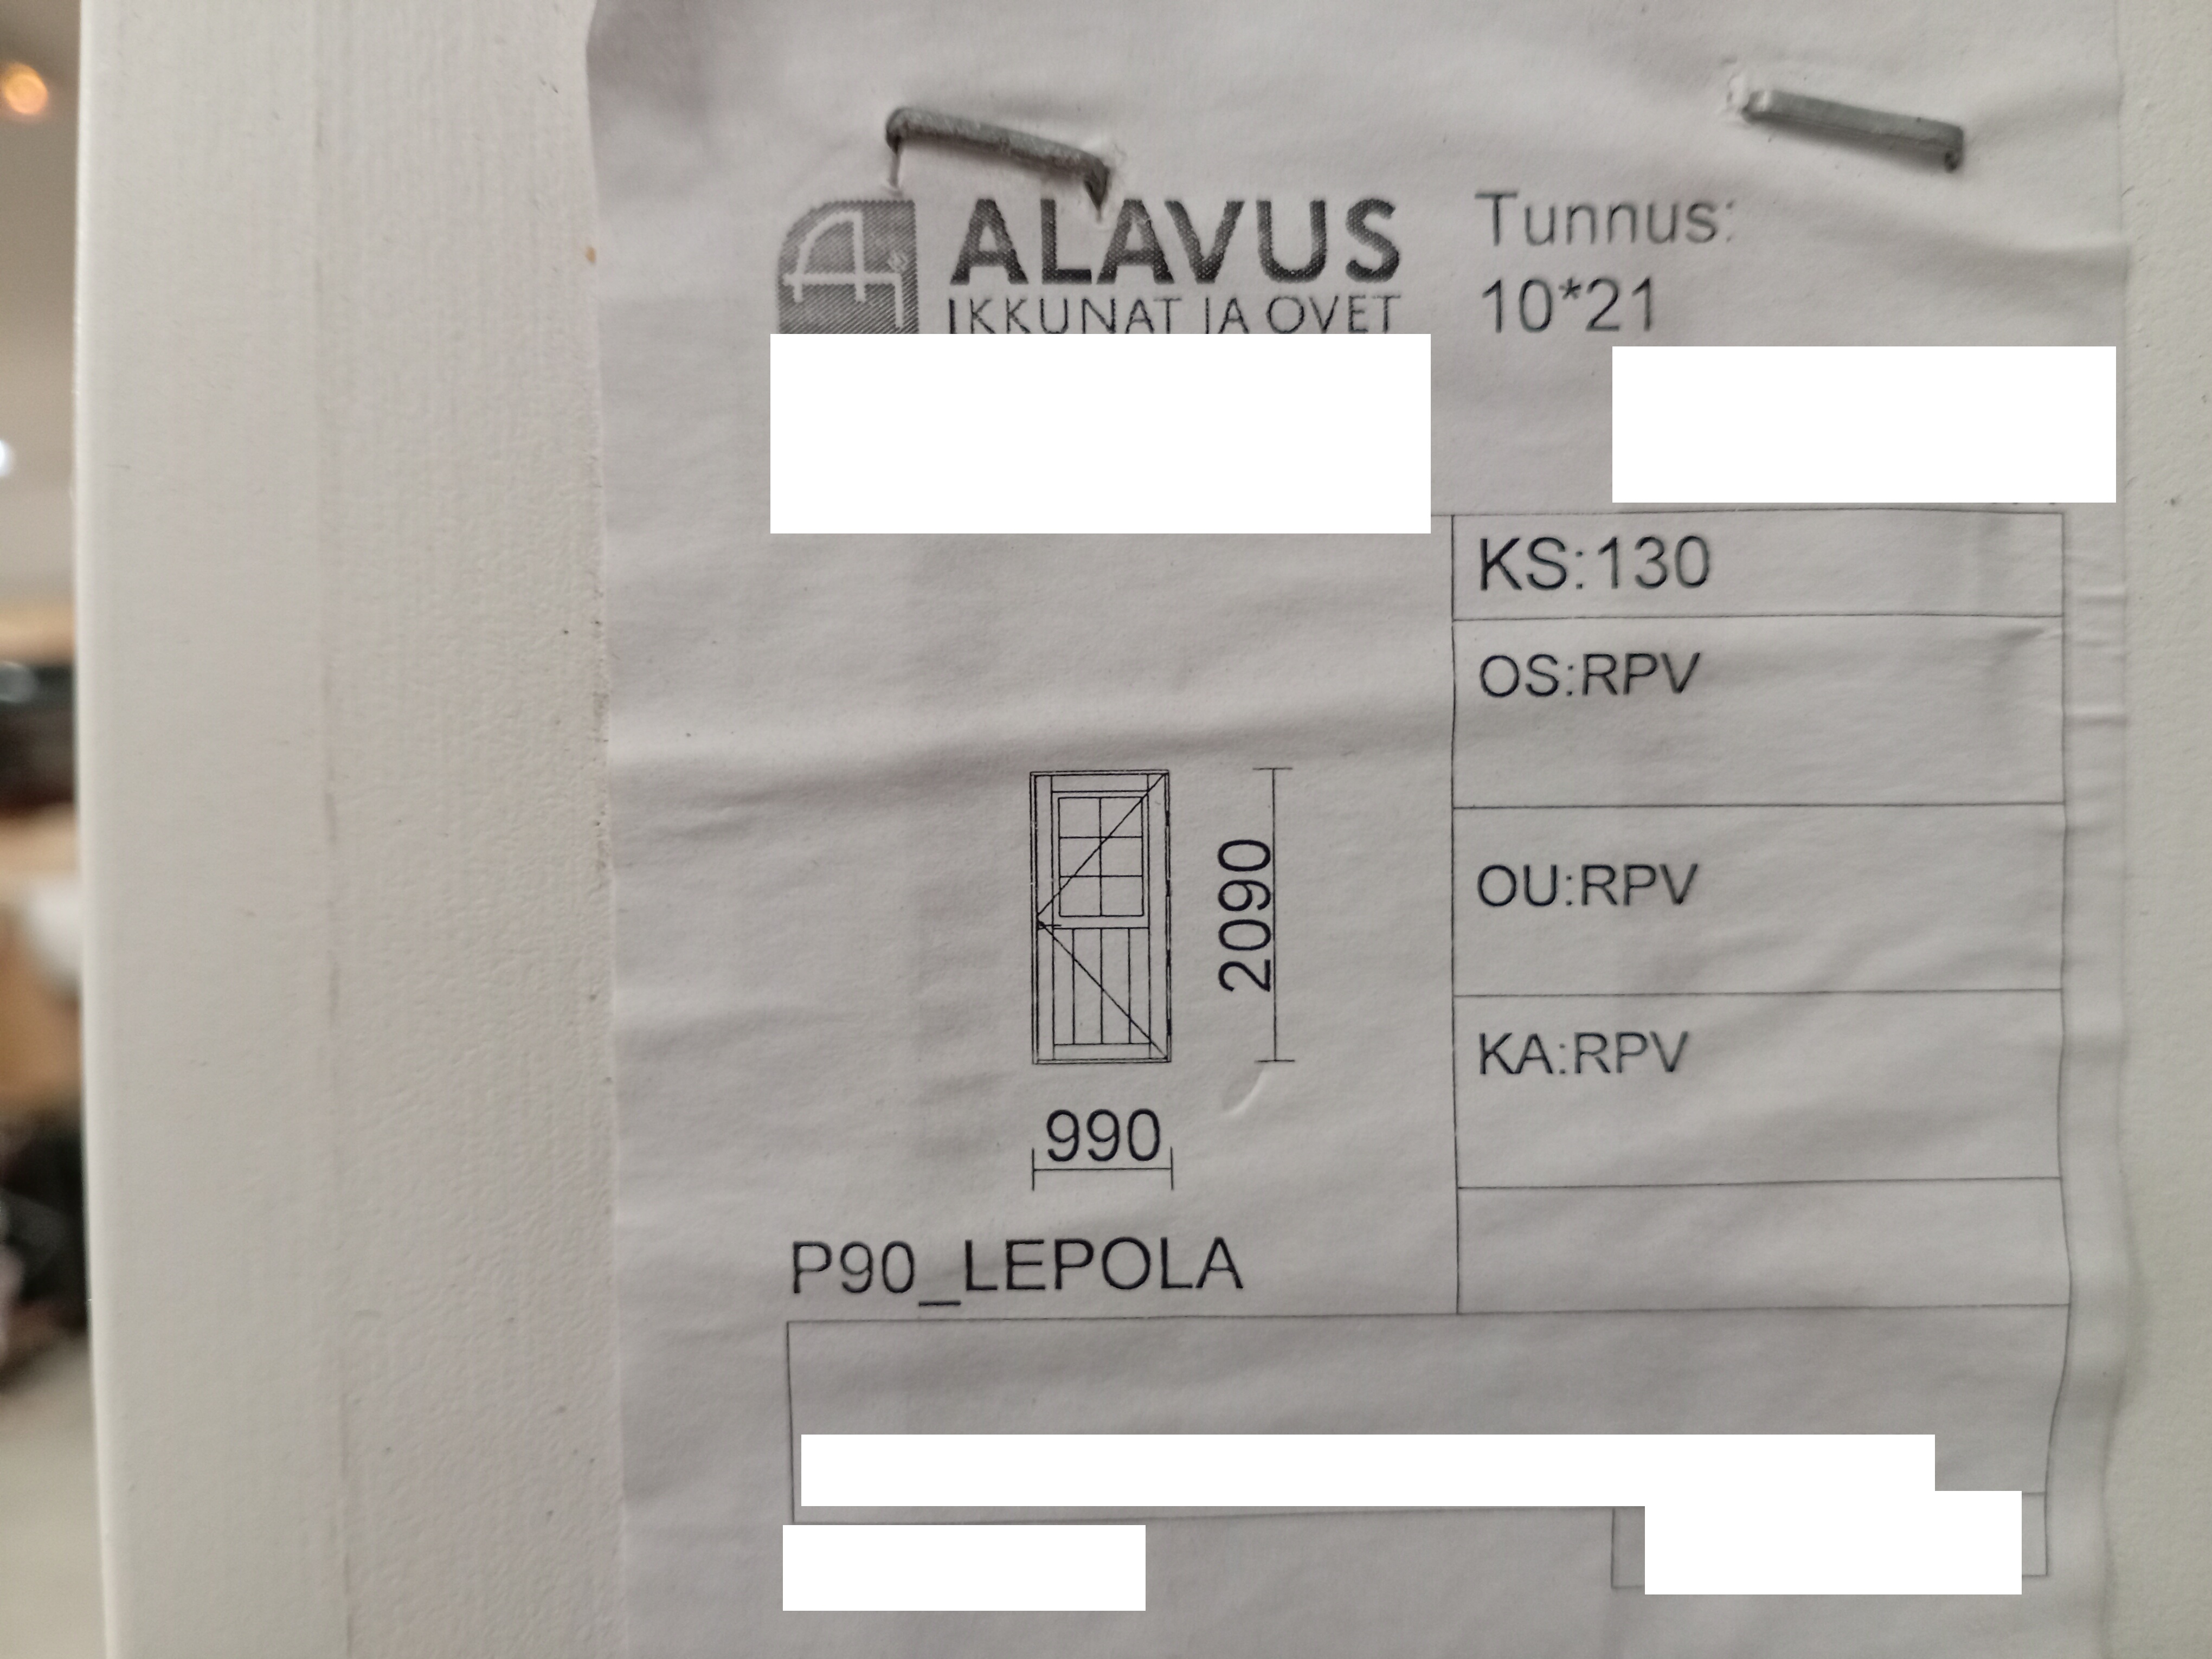 ALAVUS
IKKUNAT JA OVET
Tunnus:
10*21
KS:130
OS:RPV
OU:RPV
KA:RPV
2090
990
P90_LEPOLA